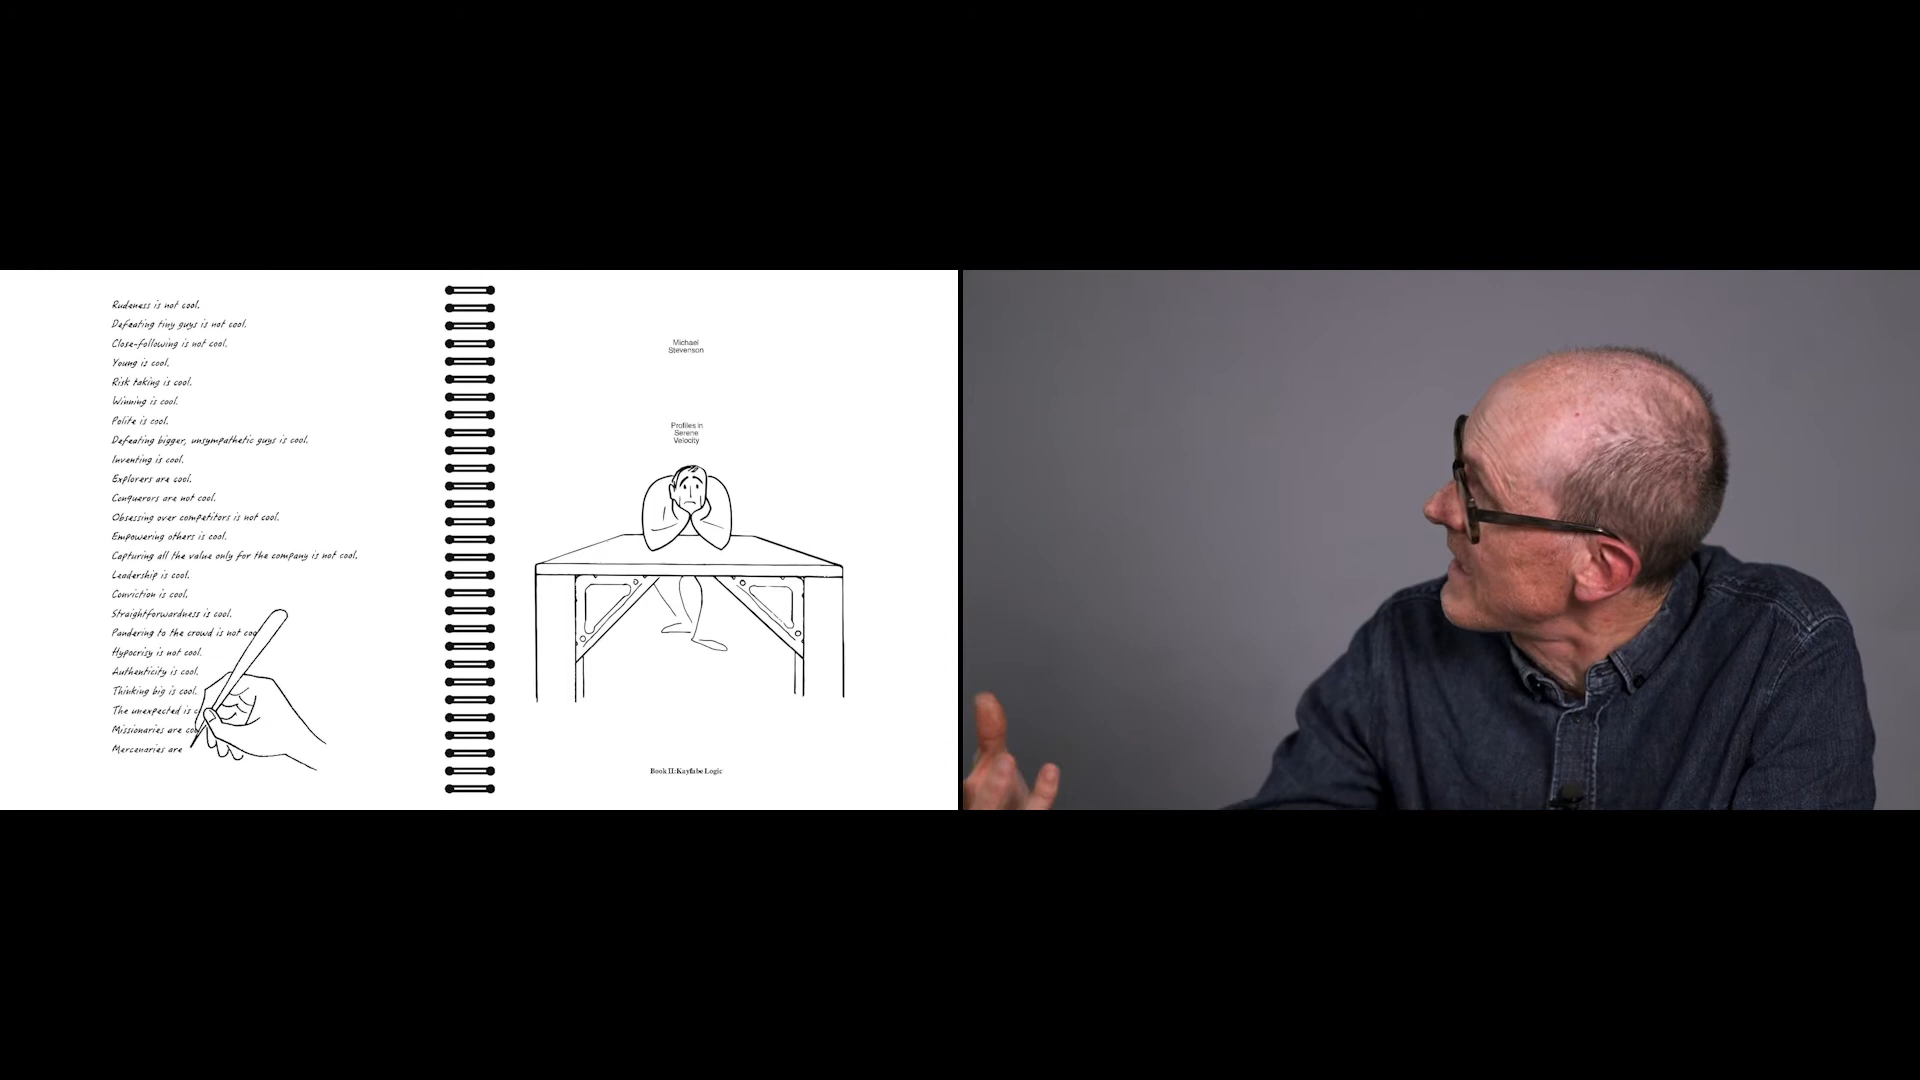 Rudeness is not cool.
Defeating tiny guys is not cool.
Close-following is not cool.
Young is cool.
Risk taking is cool.
Winning is cool.
Polite is cool.
Defeating bigger, unsympathetic guys is cool.
Inventing is cool.
Explorers are cool.
Conquerors are not cool.
Obsessing over competitors is not cool.
Empowering others is cool.
Capturing all the value only for the company is not cool.
Leadership is cool.
Conviction is cool.
Straightforwardness is cool.
Pandering to the crowd is not coo
Hypocrisy is not cool.
Authenticity is cool.
Thinking big is cool.
The unexpected is c
Missionaries are coo
Mercenaries are
Michael
Stevenson
Profiles in
Serene
Velocity
Book II: Kayfabe Logic